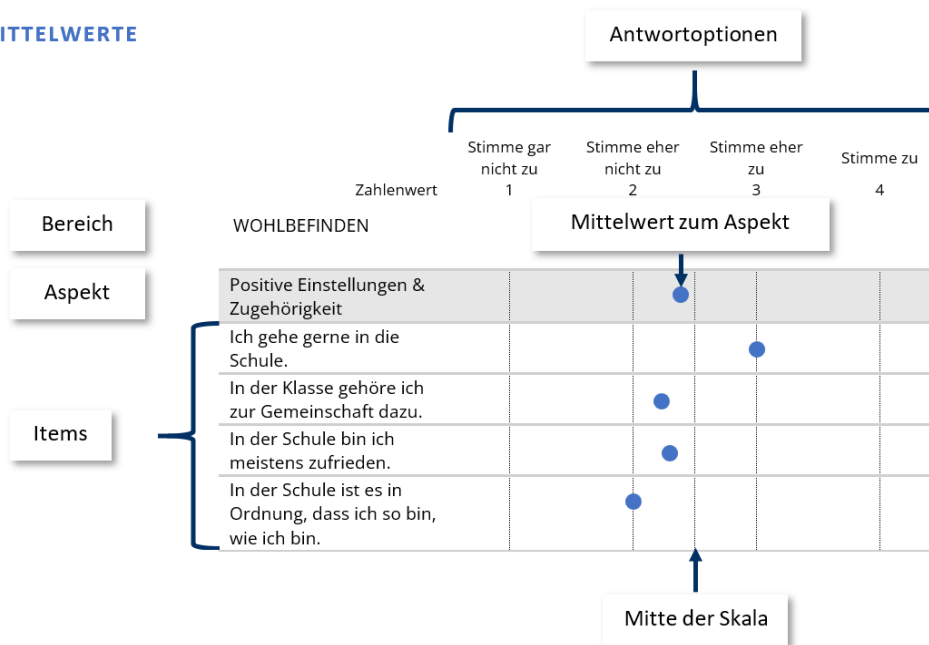 ITTELWERTE
Antwortoptionen
Stimme gar
nicht zu
Stimme eher
nicht zu
Stimme eher
zu
Stimme zu
Zahlenwert
1
2
3
4
Bereich
WOHLBEFINDEN
Mittelwert zum Aspekt
Aspekt
Positive Einstellungen &
Zugehörigkeit
Ich gehe gerne in die
Schule.
In der Klasse gehöre ich
zur Gemeinschaft dazu.
Items
In der Schule bin ich
meistens zufrieden.
In der Schule ist es in
Ordnung, dass ich so bin,
wie ich bin.
Mitte der Skala